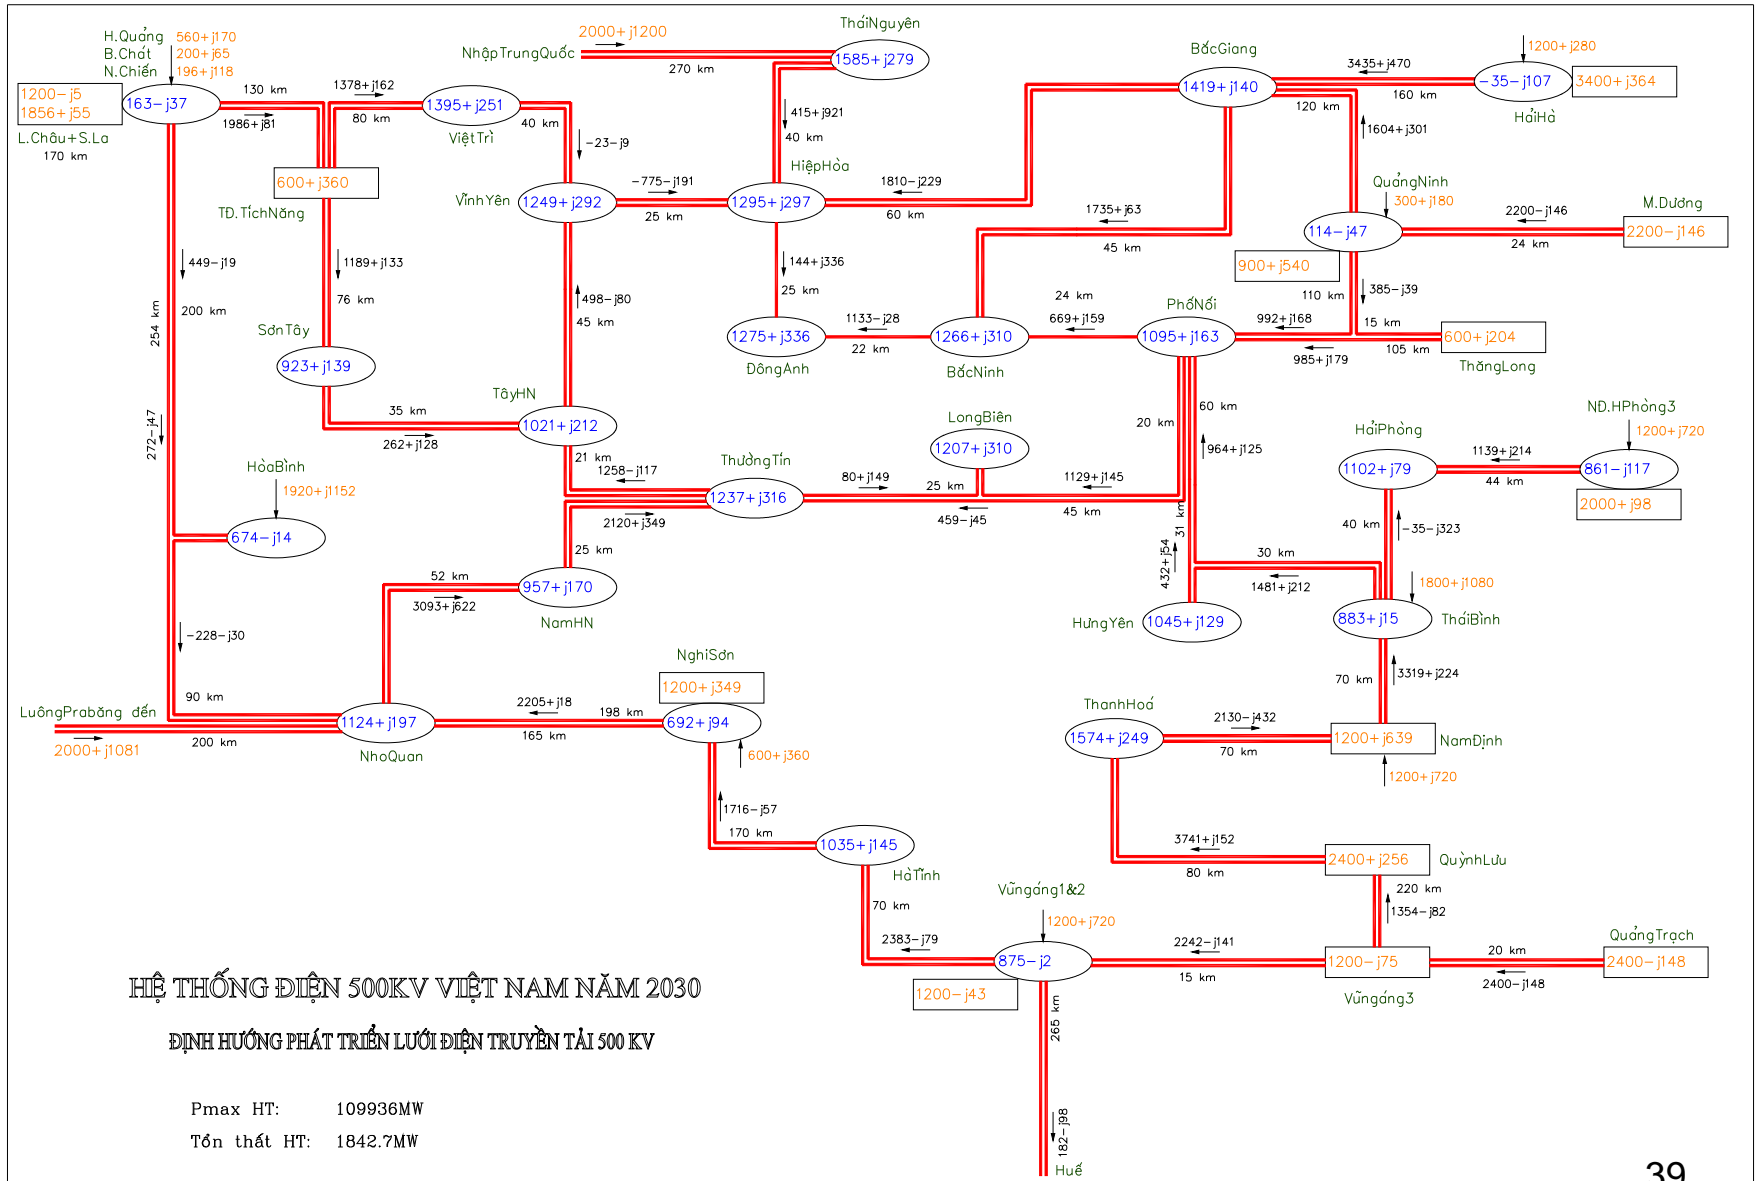 H.Quảng 560+j170
B.Chát 200+j65
N.Chiến 196+j118
1200-j5
1856+j55
163-j37
L.Châu+S.La
170 km
130 km
1986+j81
1378+j162
80 km
1395+j251
ViệtTrì
40 km
-23-j9
NhậpTrungQuốc
2000+j1200
270 km
TháiNguyên
1585+j279
415+j921
40 km
HiệpHòa
1295+j297
600+j360
TĐ.TíchNăng
VĩnhYên
1249+j292
-775-j191
25 km
1810-j229
60 km
BắcGiang
1419+j140
3435+j470
160 km
1200+j280
-35-j107
3400+j364
HảiHà
120 km
1604+j301
QuảngNinh
300+j180
114-j47
900+j540
2200-j146
24 km
M.Dương
2200-j146
1735+j63
45 km
449-j19
200 km
254 km
1189+j133
76 km
498-j80
45 km
144+j336
25 km
110 km
385-j39
15 km
SơnTây
923+j139
1275+j336
ĐôngAnh
1133-j28
22 km
1266+j310
BắcNinh
24 km
669+j159
PhốNối
1095+j163
992+j168
985+j179
105 km
600+j204
ThăngLong
272-j47
35 km
262+j128
TâyHN
1021+j212
21 km
1258-j117
ThườngTín
1237+j316
2120+j349
25 km
80+j149
25 km
LongBiên
1207+j310
459-j45
1129+j145
45 km
20 km
60 km
964+j125
31 km
432+j54
HảiPhòng
1102+j79
1139+j214
44 km
NĐ.HPhòng3
1200+j720
861-j117
2000+j98
40 km
-35-j323
HòaBình
1920+j1152
674-j14
30 km
1481+j212
1800+j1080
883+j15
TháiBình
HưngYên
1045+j129
52 km
3093+j622
957+j170
NamHN
-228-j30
90 km
LuôngPrabăng đến
2000+j1081
200 km
1124+j197
NhoQuan
2205+j18
198 km
165 km
NghiSơn
1200+j349
692+j94
600+j360
70 km
3319+j224
ThanhHoá
1574+j249
2130-j432
70 km
1200+j639
NamĐịnh
1200+j720
1716-j57
170 km
1035+j145
HàTĩnh
70 km
2383-j79
3741+j152
80 km
2400+j256
QuỳnhLưu
220 km
1354-j82
Vũngáng1&2
1200+j720
875-j2
1200-j43
2242-j141
15 km
1200-j75
Vũngáng3
20 km
2400-j148
QuảngTrạch
2400-j148
265 km
182-j98
Huế
HỆ THỐNG ĐIỆN 500KV VIỆT NAM NĂM 2030
ĐỊNH HƯỚNG PHÁT TRIỂN LƯỚI ĐIỆN TRUYỀN TẢI 500 KV
Pmax HT: 109936MW
Tổn thất HT: 1842.7MW
39